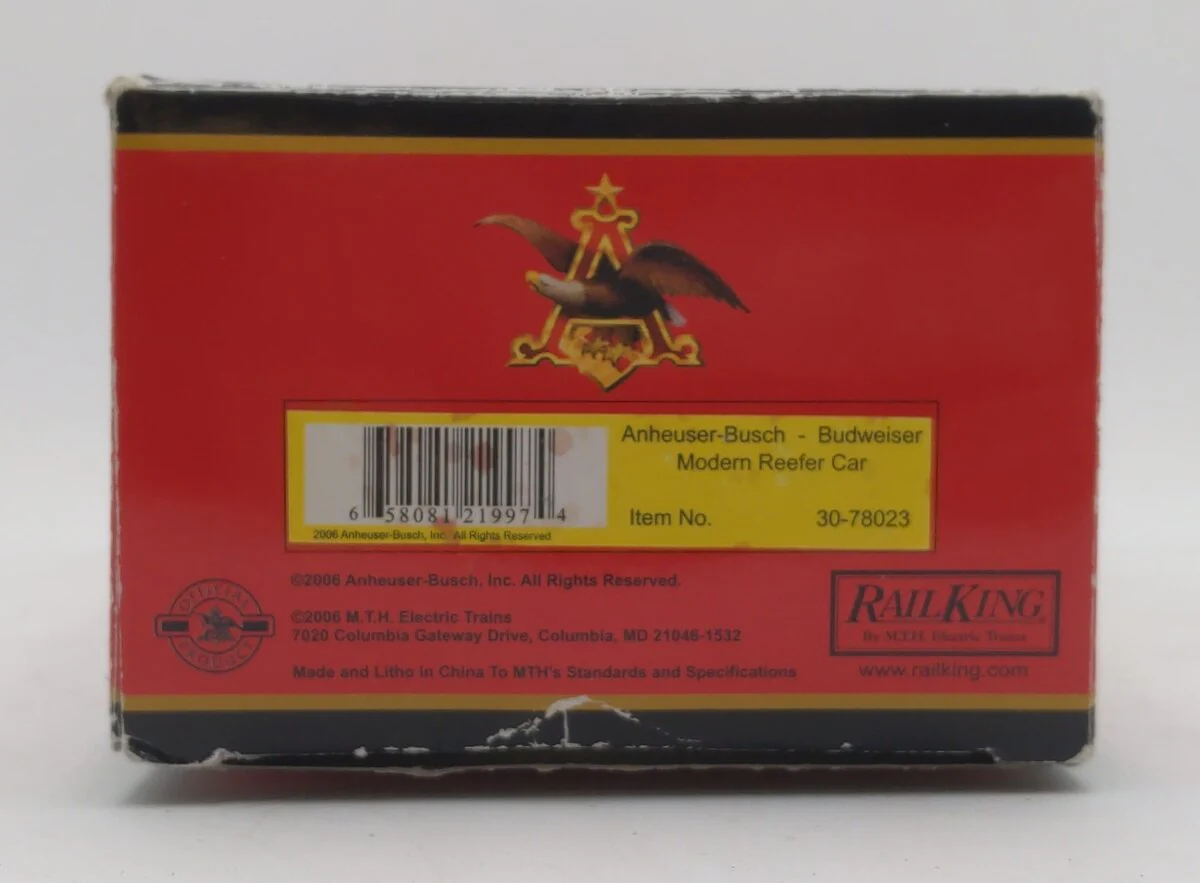 Anheuser-Busch - Budweiser
Modern Reefer Car
6 58081 21997 4
Item No. 30-78023
2006 Anheuser-Busch, Inc. All Rights Reserved
©2006 Anheuser-Busch. Inc. All Rights Reserved.
OFFICIAL
PRODUCT
©2006 M.T.H. Electric Trains
7020 Columbia Gateway Drive, Columbia, MD 21046-1532
Made and Litho in China To MTH's Standards and Specifications
RAILKING
By M.T.H. Electric Trains
www.railking.com